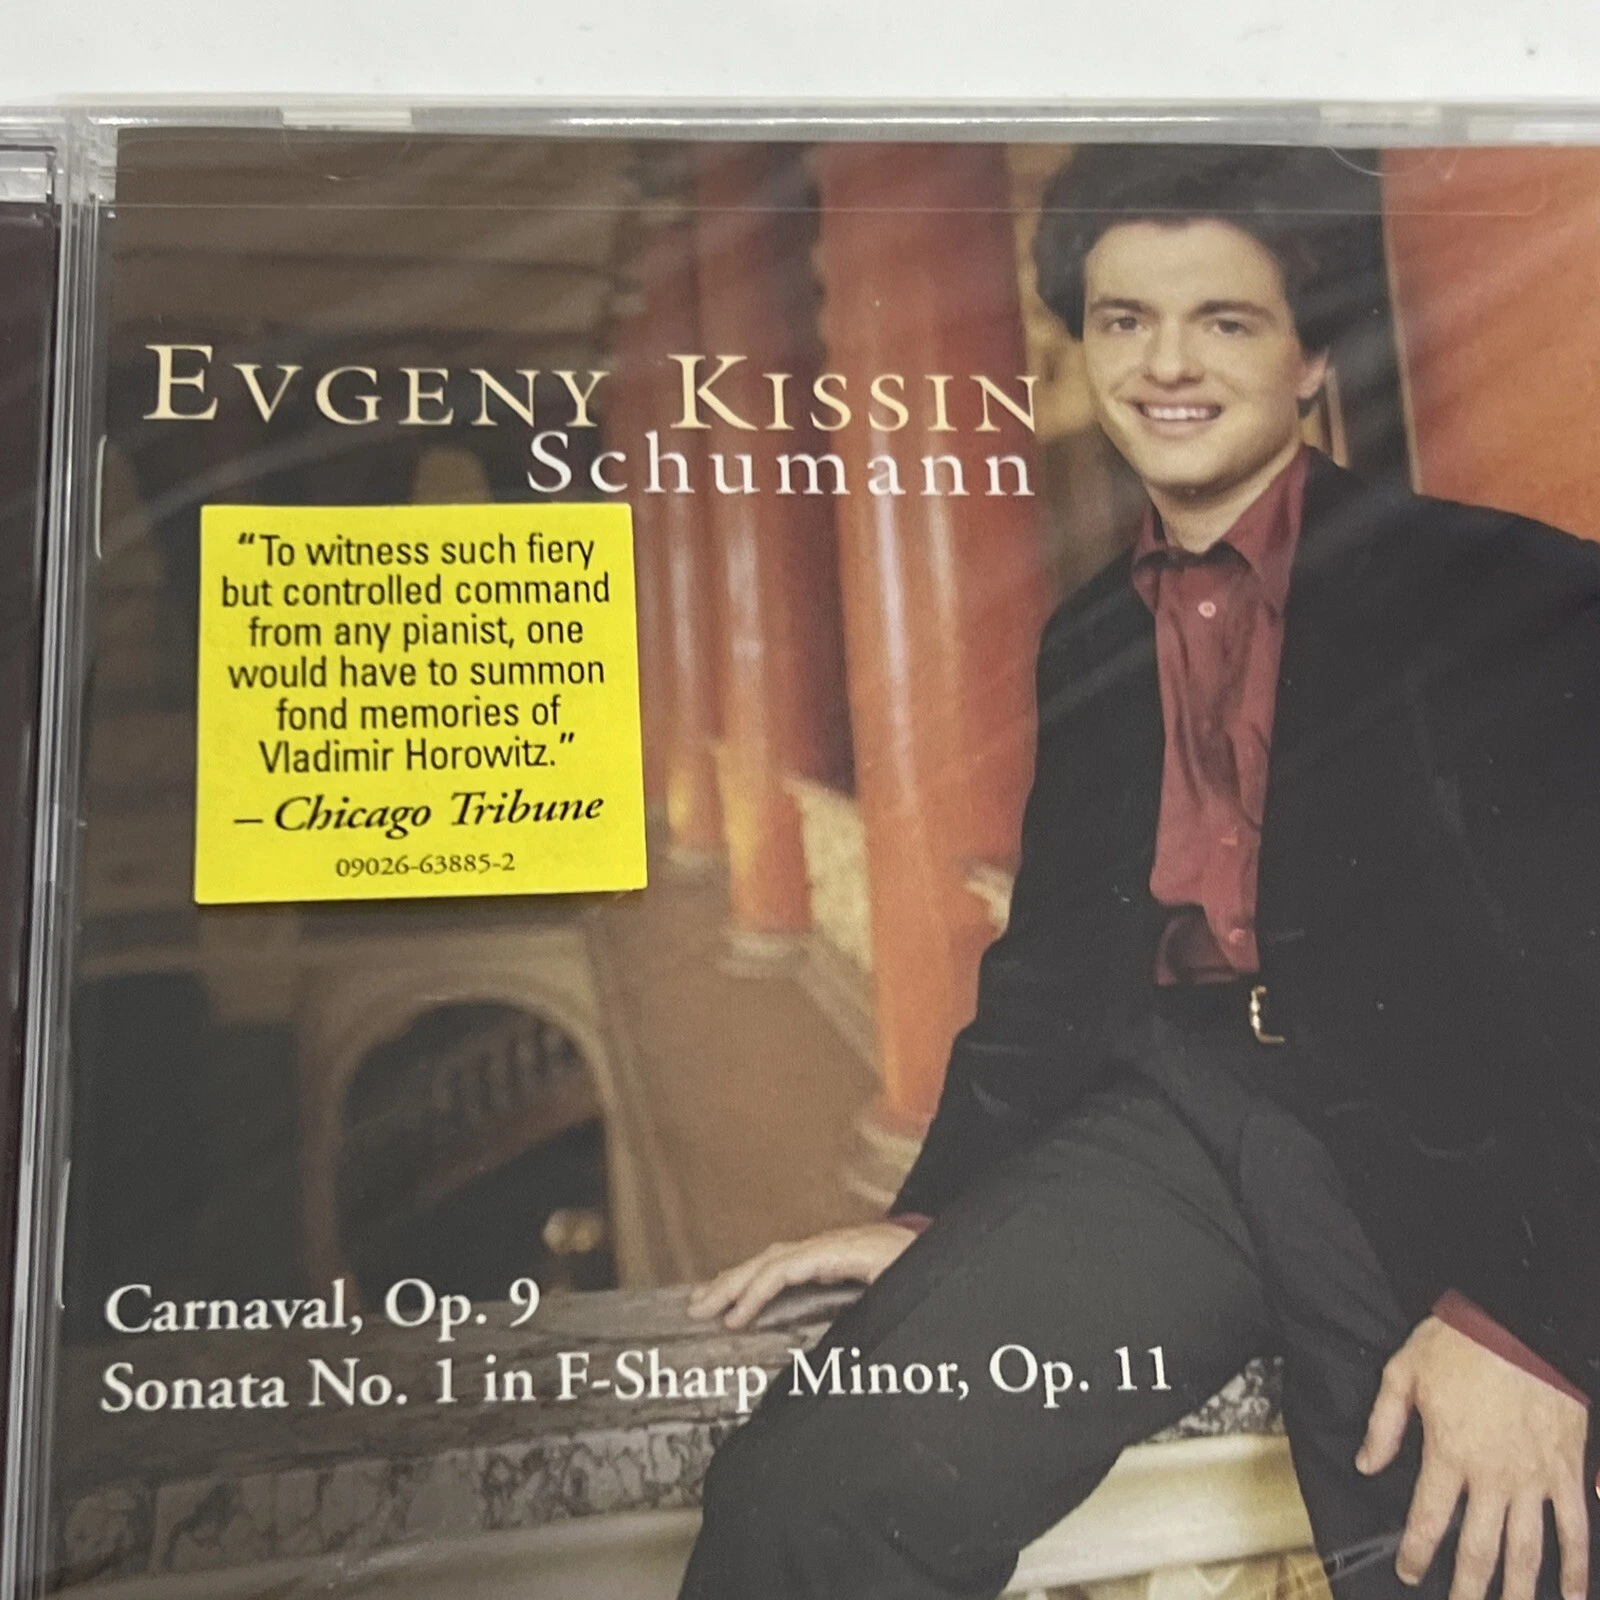 EVGENY KISSIN
Schumann
“To witness such fiery
but controlled command
from any pianist, one
would have to summon
fond memories of
Vladimir Horowitz.”
– Chicago Tribune
09026-63885-2
Carnaval, Op. 9
Sonata No. 1 in F-Sharp Minor, Op. 11